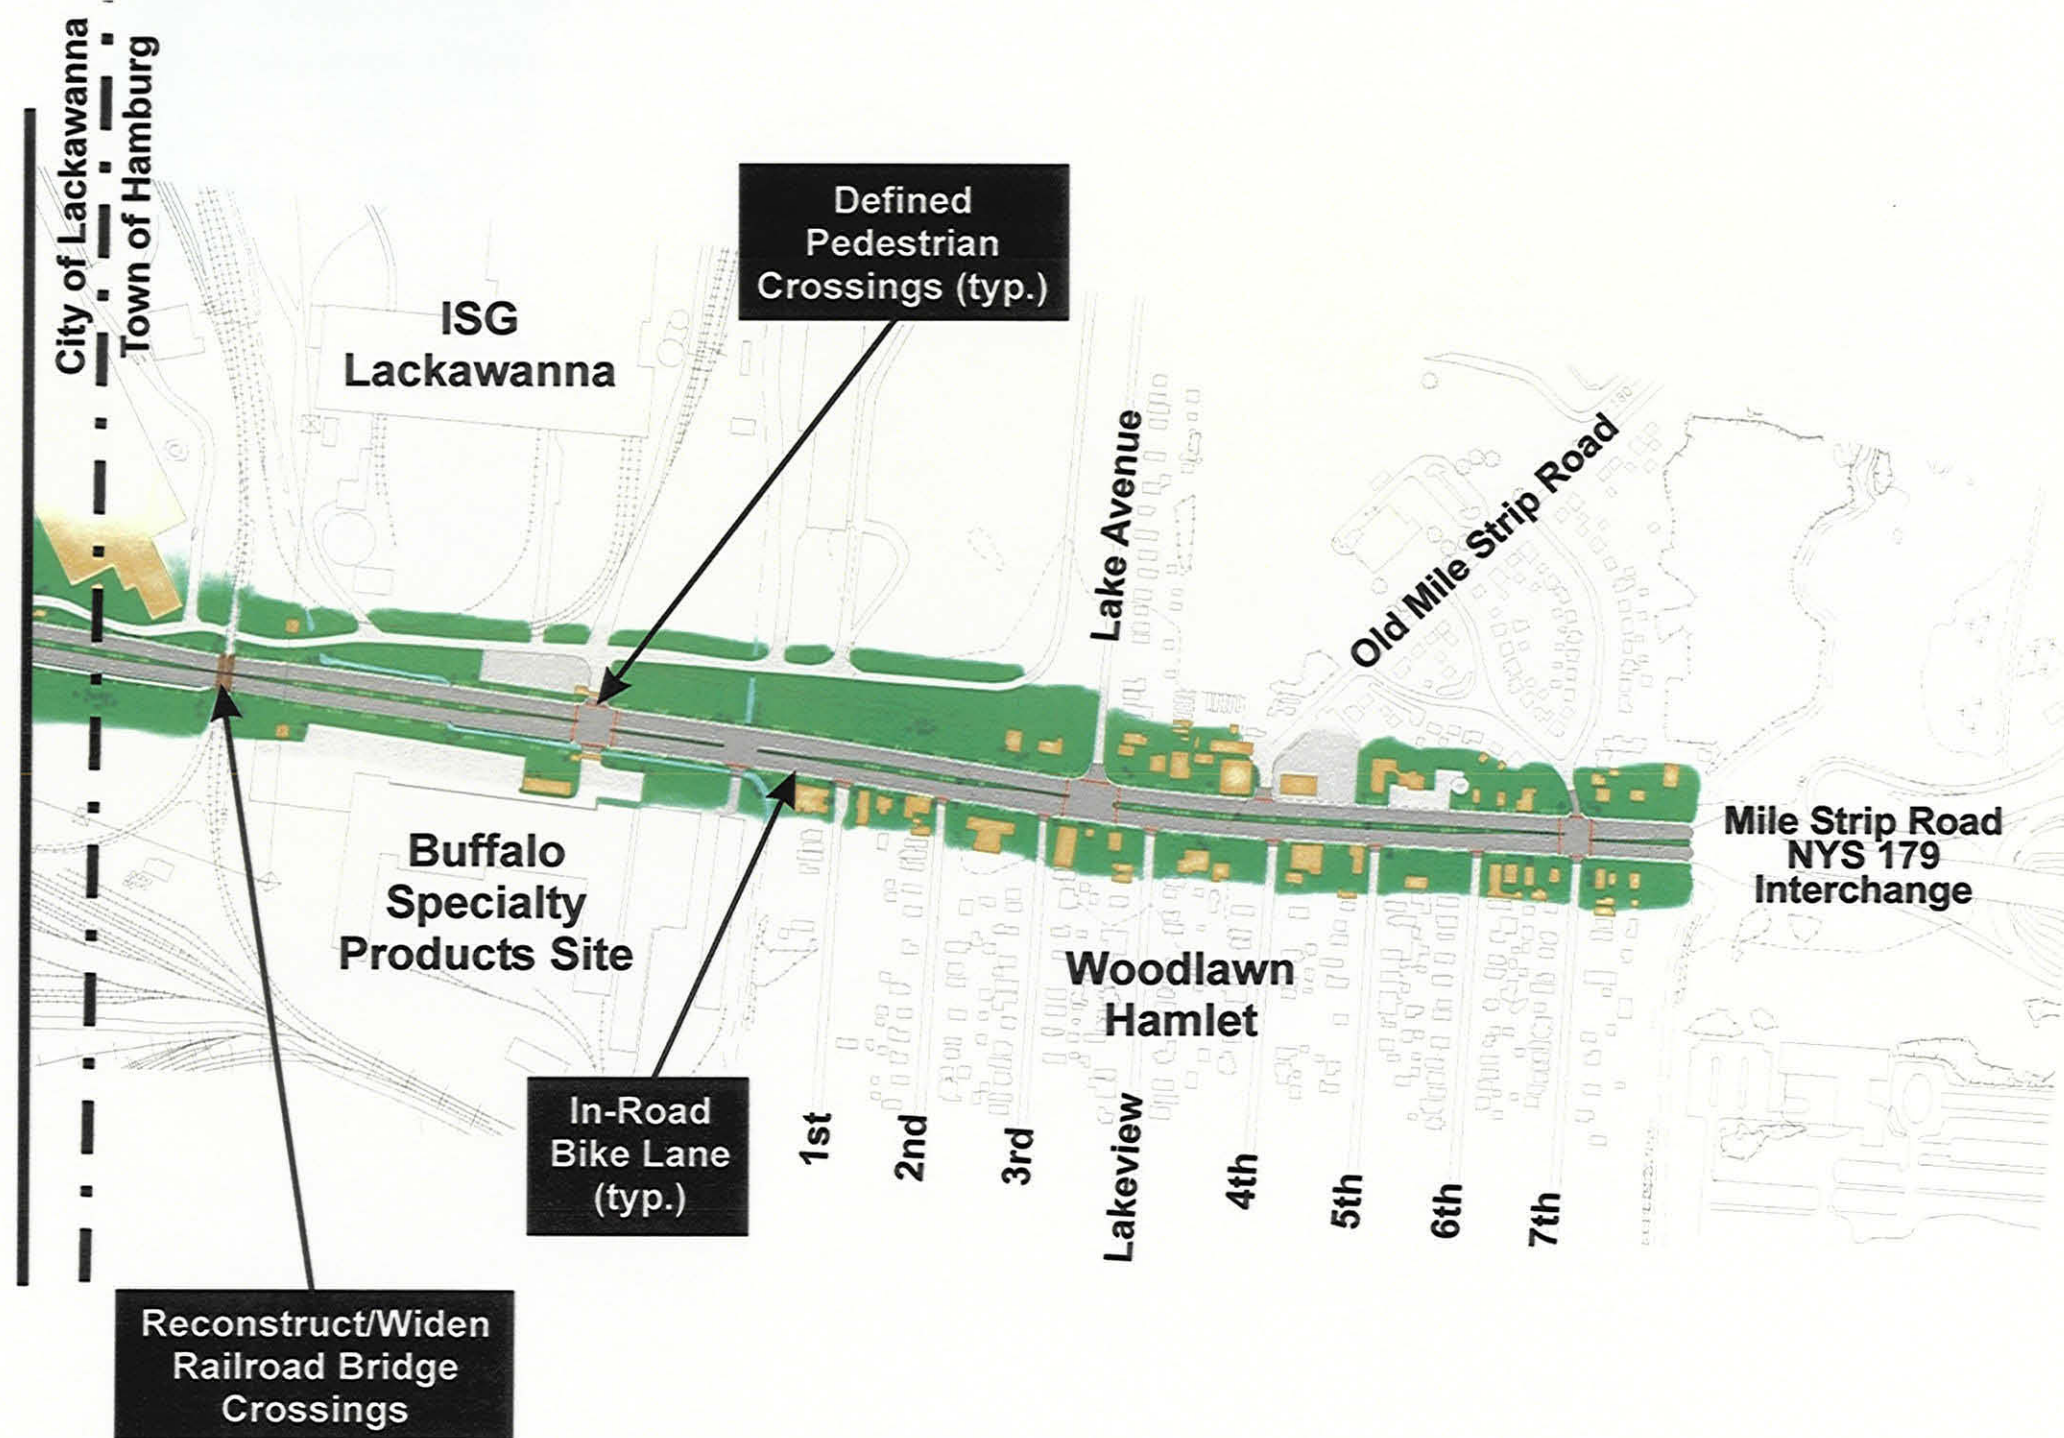 City of Lackawanna
Town of Hamburg
Defined
Pedestrian
Crossings (typ.)
ISG
Lackawanna
Lake Avenue
Old Mile Strip Road
Mile Strip Road
NYS 179
Interchange
Buffalo
Specialty
Products Site
Woodlawn
Hamlet
In-Road
Bike Lane
(typ.)
1st
2nd
3rd
Lakeview
4th
5th
6th
7th
Reconstruct/Widen
Railroad Bridge
Crossings